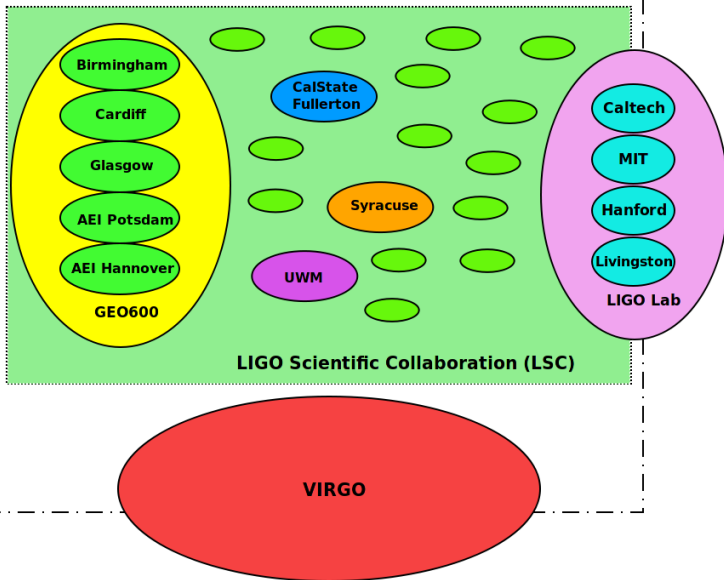 Birmingham
Cardiff
Glasgow
AEI Potsdam
AEI Hannover
GEO600
CalState
Fullerton
Syracuse
UWM
Caltech
MIT
Hanford
Livingston
LIGO Lab
LIGO Scientific Collaboration (LSC)
VIRGO